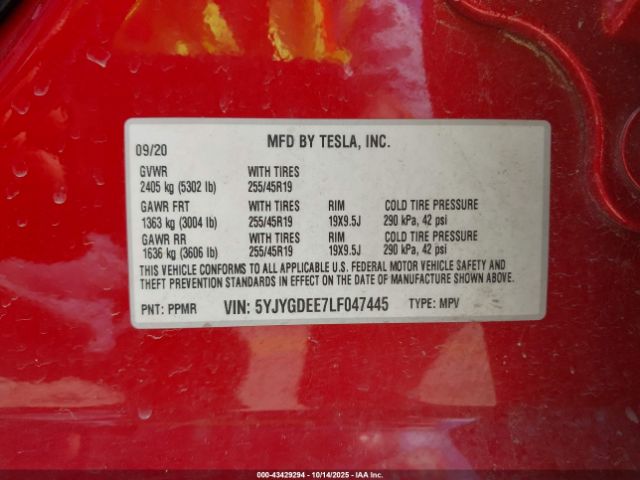 MFD BY TESLA, INC.
09/20
GVWR WITH TIRES
2405 kg (5302 lb) 255/45R19
GAWR FRT WITH TIRES RIM COLD TIRE PRESSURE
1363 kg (3004 lb) 255/45R19 19X9.5J 290 kPa, 42 psi
GAWR RR WITH TIRES RIM COLD TIRE PRESSURE
1636 kg (3606 lb) 255/45R19 19X9.5J 290 kPa, 42 psi
THIS VEHICLE CONFORMS TO ALL APPLICABLE U.S. FEDERAL MOTOR VEHICLE SAFETY AND
THEFT PREVENTION STANDARDS IN EFFECT ON THE DATE OF MANUFACTURE SHOWN ABOVE.
PNT: PPMR VIN: 5YJYGDEE7LF047445 TYPE: MPV
000-43429294 - 10/14/2025 - IAA Inc.